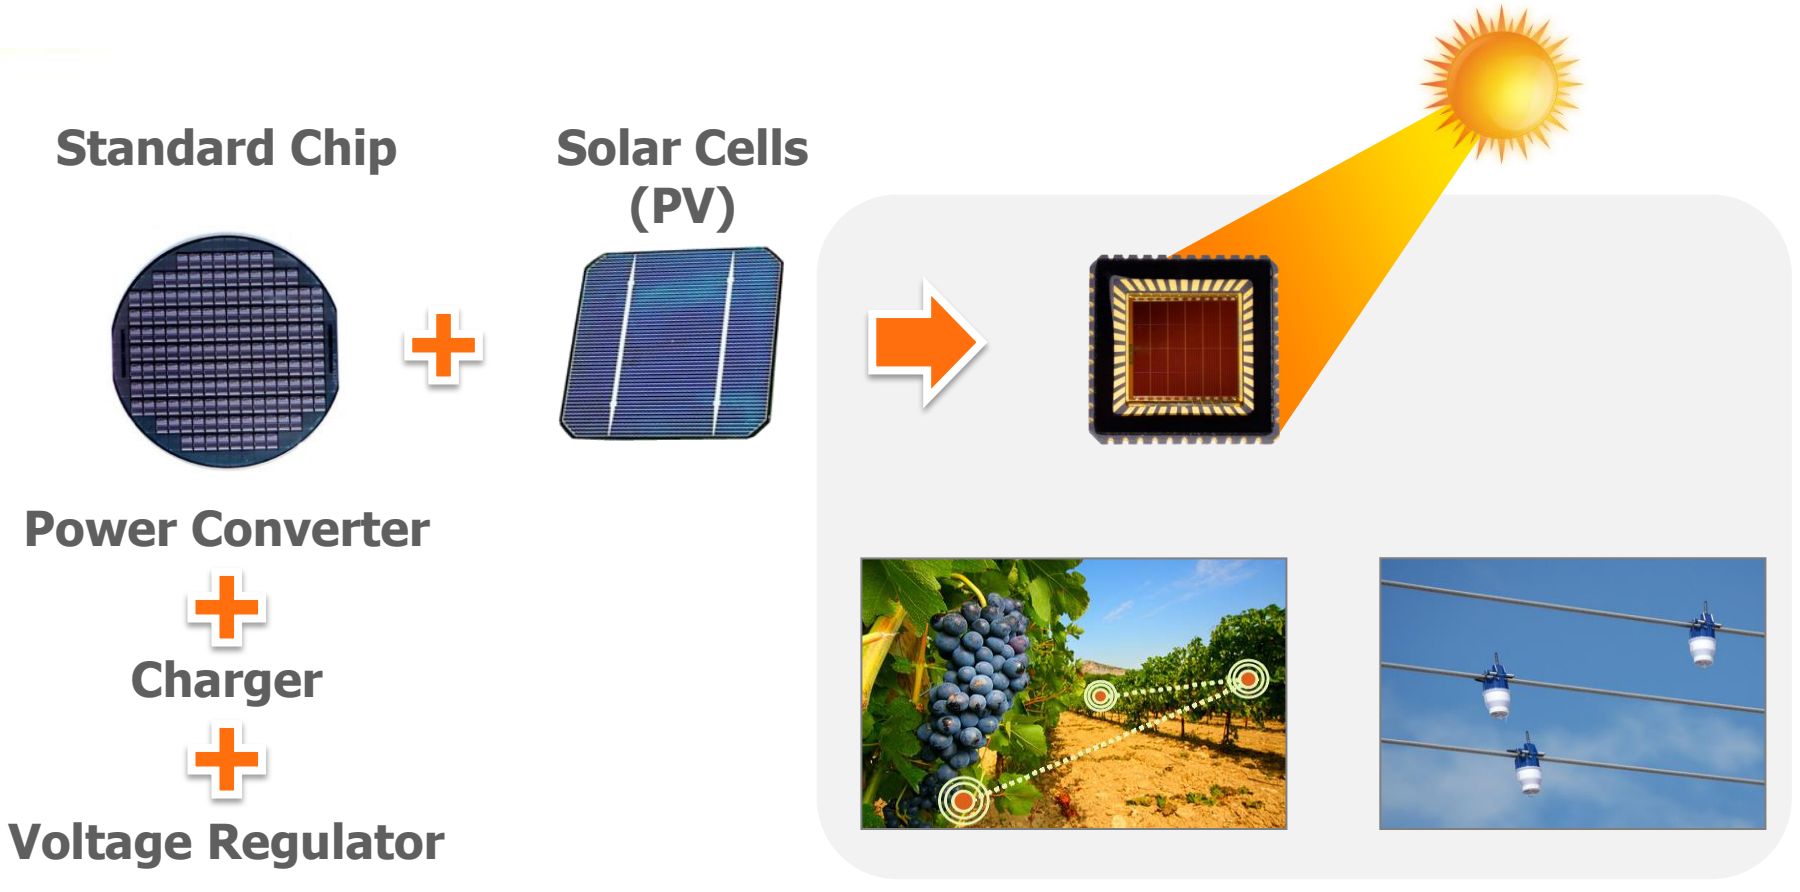 Standard Chip
Solar Cells
(PV)
Power Converter
Charger
Voltage Regulator